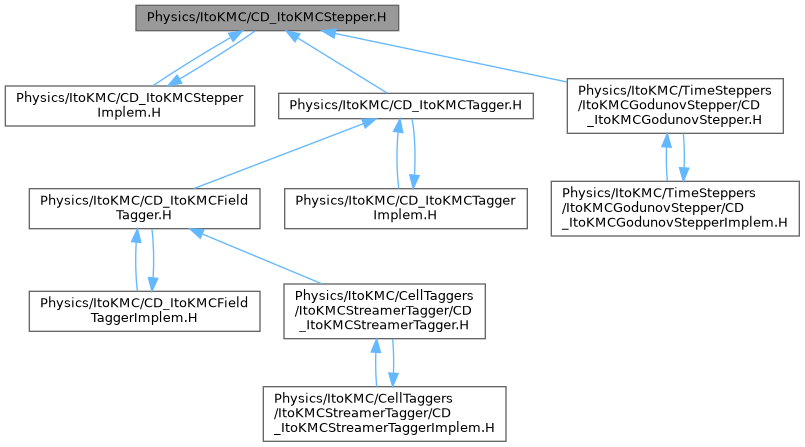 Physics/ItoKMC/CD_ItoKMCStepper.H
Physics/ItoKMC/CD_ItoKMCStepper
Implem.H
Physics/ItoKMC/CD_ItoKMCTagger.H
Physics/ItoKMC/TimeSteppers
/ItoKMCGodunovStepper/CD
_ItoKMCGodunovStepper.H
Physics/ItoKMC/CD_ItoKMCField
Tagger.H
Physics/ItoKMC/CD_ItoKMCTagger
Implem.H
Physics/ItoKMC/TimeSteppers
/ItoKMCGodunovStepper/CD
_ItoKMCGodunovStepperImplem.H
Physics/ItoKMC/CD_ItoKMCField
TaggerImplem.H
Physics/ItoKMC/CellTaggers
/ItoKMCStreamerTagger/CD
_ItoKMCStreamerTagger.H
Physics/ItoKMC/CellTaggers
/ItoKMCStreamerTagger/CD
_ItoKMCStreamerTaggerImplem.H